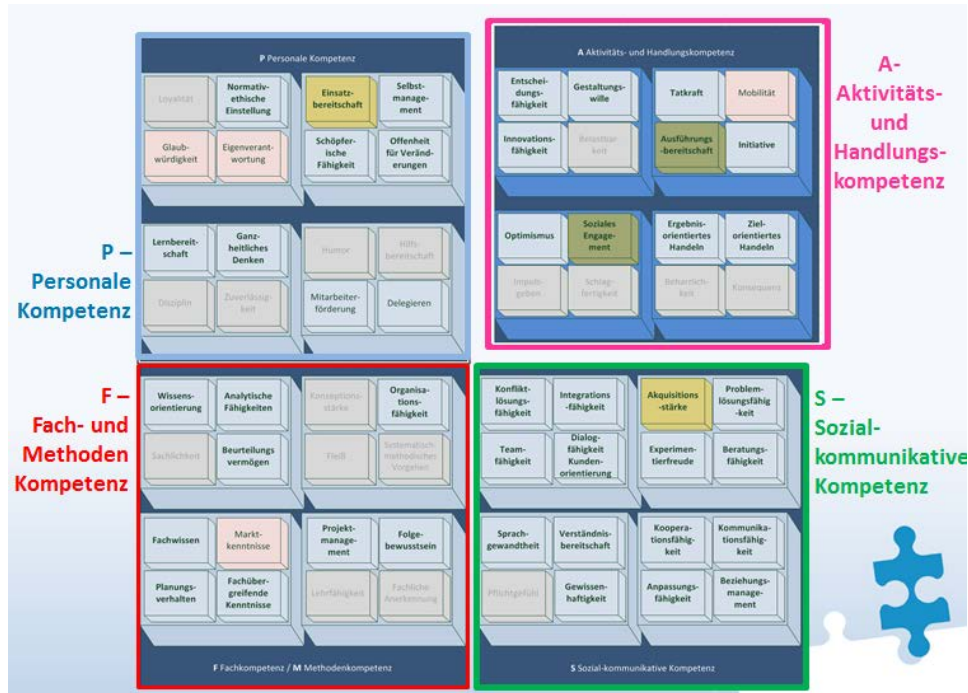 P Personale Kompetenz
Loyalität
Normativ-
ethische
Einstellung
Einsatz-
bereitschaft
Selbst-
manage-
ment
Glaub-
würdigkeit
Eigenverant-
wortung
Schöpfer-
ische
Fähigkeit
Offenheit
für Veränd-
erungen
Lernbereit-
schaft
Ganz-
heitliches
Denken
Humor
Hilfs-
bereitschaft
Disziplin
Zuverlässig-
keit
Mitarbeiter-
förderung
Delegieren
A Aktivitäts- und Handlungskompetenz
Entschei-
dungs-
fähigkeit
Gestaltungs-
wille
Tatkraft
Mobilität
Innovations-
fähigkeit
Belastbar-
keit
Ausführungs
-bereitschaft
Initiative
Optimismus
Soziales
Engage-
ment
Ergebnis-
orientiertes
Handeln
Ziel-
orientiertes
Handeln
Impuls-
geben
Schlag-
fertigkeit
Beharrlich-
keit
Konsequenz
A-
Aktivitäts-
und
Handlungs-
kompetenz
P –
Personale
Kompetenz
F –
Fach- und
Methoden
Kompetenz
Wissens-
orientierung
Analytische
Fähigkeiten
Konzeptions-
stärke
Organisa-
tions-
fähigkeit
Sachlichkeit
Beurteilungs
vermögen
Fleiß
Systematisch-
methodisches
Vorgehen
Fachwissen
Markt-
kenntnisse
Projekt-
manage-
ment
Folge-
bewusstsein
Planungs-
verhalten
Fachüber-
greifende
Kenntnisse
Lehrfähigkeit
Fachliche
Anerkennung
F Fachkompetenz / M Methodenkompetenz
Konflikt-
lösungs-
fähigkeit
Integrations
-fähigkeit
Akquisitions
-stärke
Problem-
lösungsfähig
-keit
Team-
fähigkeit
Dialog-
fähigkeit
Kunden-
orientierung
Experimen-
tierfreude
Beratungs-
fähigkeit
Sprach-
gewandtheit
Verständnis-
bereitschaft
Koopera-
tionsfähig-
keit
Kommunika-
tionsfähig-
keit
Pflichtgefühl
Gewissen-
haftigkeit
Anpassungs-
fähigkeit
Beziehungs-
manage-
ment
S Sozial-kommunikative Kompetenz
S –
Sozial-
kommunikative
Kompetenz